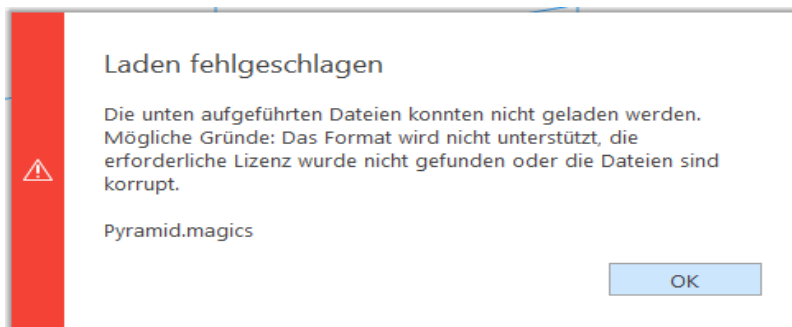 Laden fehlgeschlagen
Die unten aufgeführten Dateien konnten nicht geladen werden.
Mögliche Gründe: Das Format wird nicht unterstützt, die
erforderliche Lizenz wurde nicht gefunden oder die Dateien sind
korrupt.
Pyramid.magics
OK